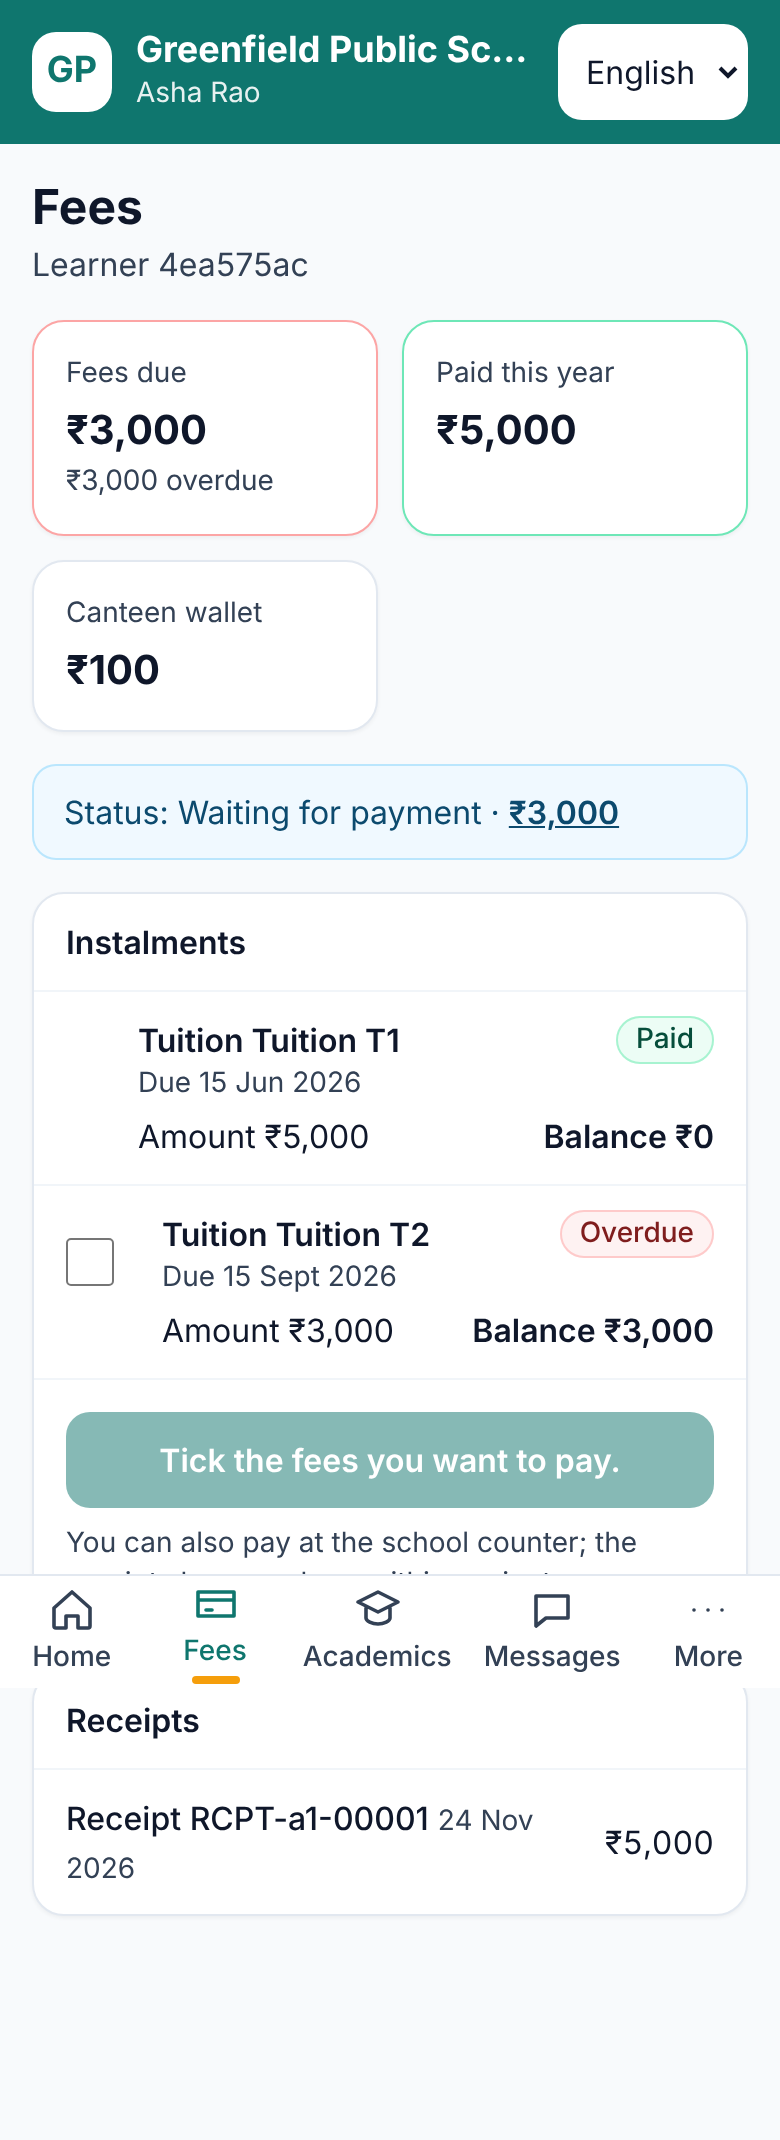 GP
Greenfield Public Sc...
Asha Rao
English
Fees
Learner 4ea575ac
Fees due
₹3,000
₹3,000 overdue
Paid this year
₹5,000
Canteen wallet
₹100
Status: Waiting for payment · ₹3,000
Instalments
Tuition Tuition T1
Paid
Due 15 Jun 2026
Amount ₹5,000
Balance ₹0
Tuition Tuition T2
Overdue
Due 15 Sept 2026
Amount ₹3,000
Balance ₹3,000
Tick the fees you want to pay.
You can also pay at the school counter; the
Home
Fees
Academics
Messages
More
Receipts
Receipt RCPT-a1-00001 24 Nov
2026
₹5,000